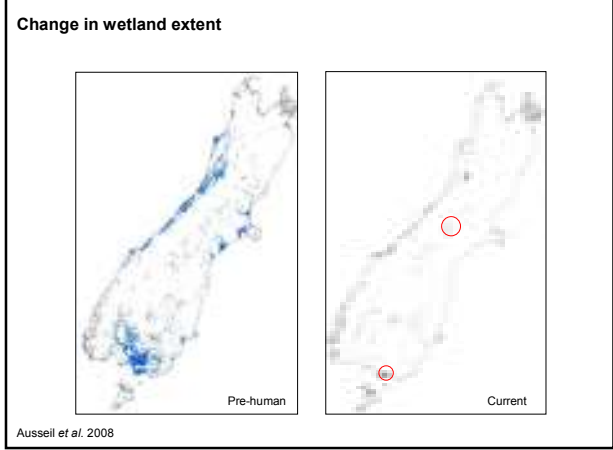 Change in wetland extent
Pre-human
Current
Ausseil et al. 2008